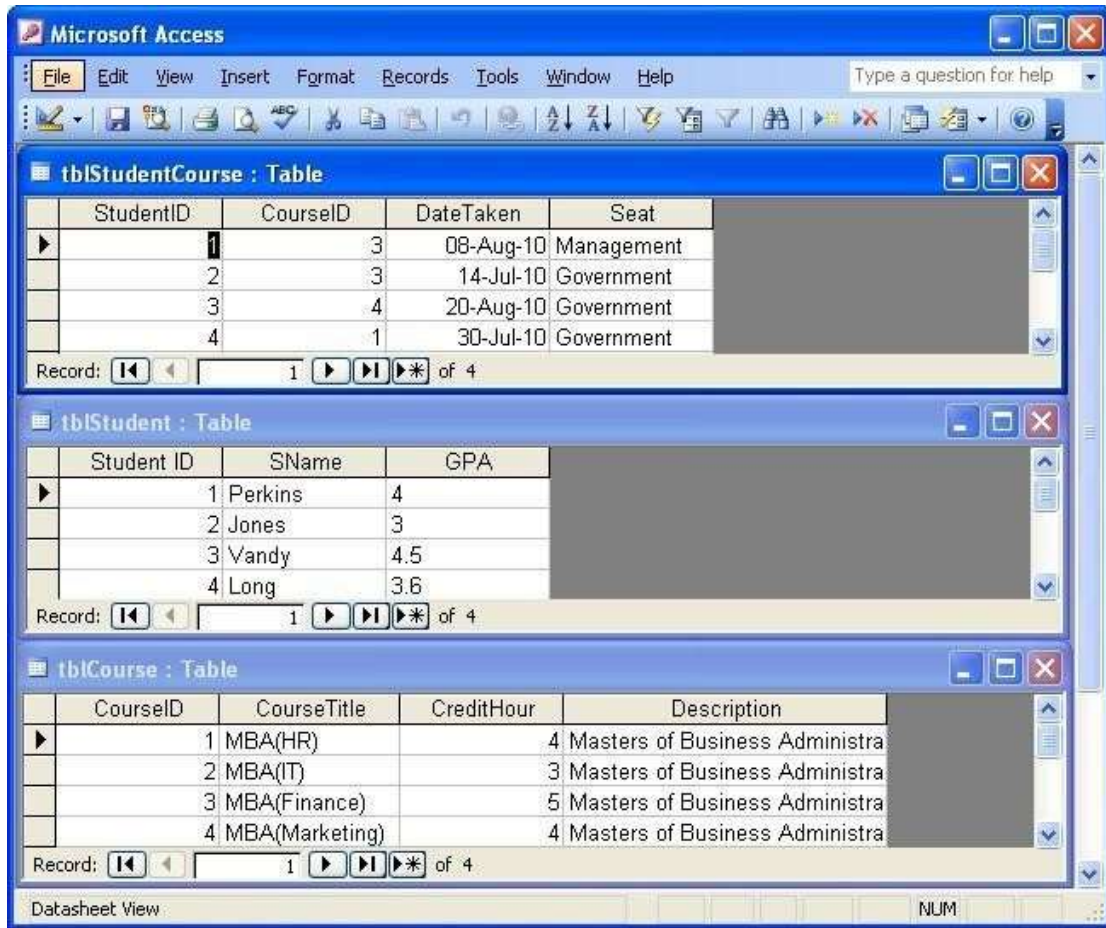 Microsoft Access
File Edit View Insert Format Records Tools Window Help Type a question for help
ABC A Z Z A
tblStudentCourse : Table
StudentID CourseID DateTaken Seat
1 3 08-Aug-10 Management
2 3 14-Jul-10 Government
3 4 20-Aug-10 Government
4 1 30-Jul-10 Government
Record: 1 of 4
tblStudent : Table
Student ID SName GPA
1 Perkins 4
2 Jones 3
3 Vandy 4.5
4 Long 3.6
Record: 1 of 4
tblCourse : Table
CourseID CourseTitle CreditHour Description
1 MBA(HR) 4 Masters of Business Administra
2 MBA(IT) 3 Masters of Business Administra
3 MBA(Finance) 5 Masters of Business Administra
4 MBA(Marketing) 4 Masters of Business Administra
Record: 1 of 4
Datasheet View NUM